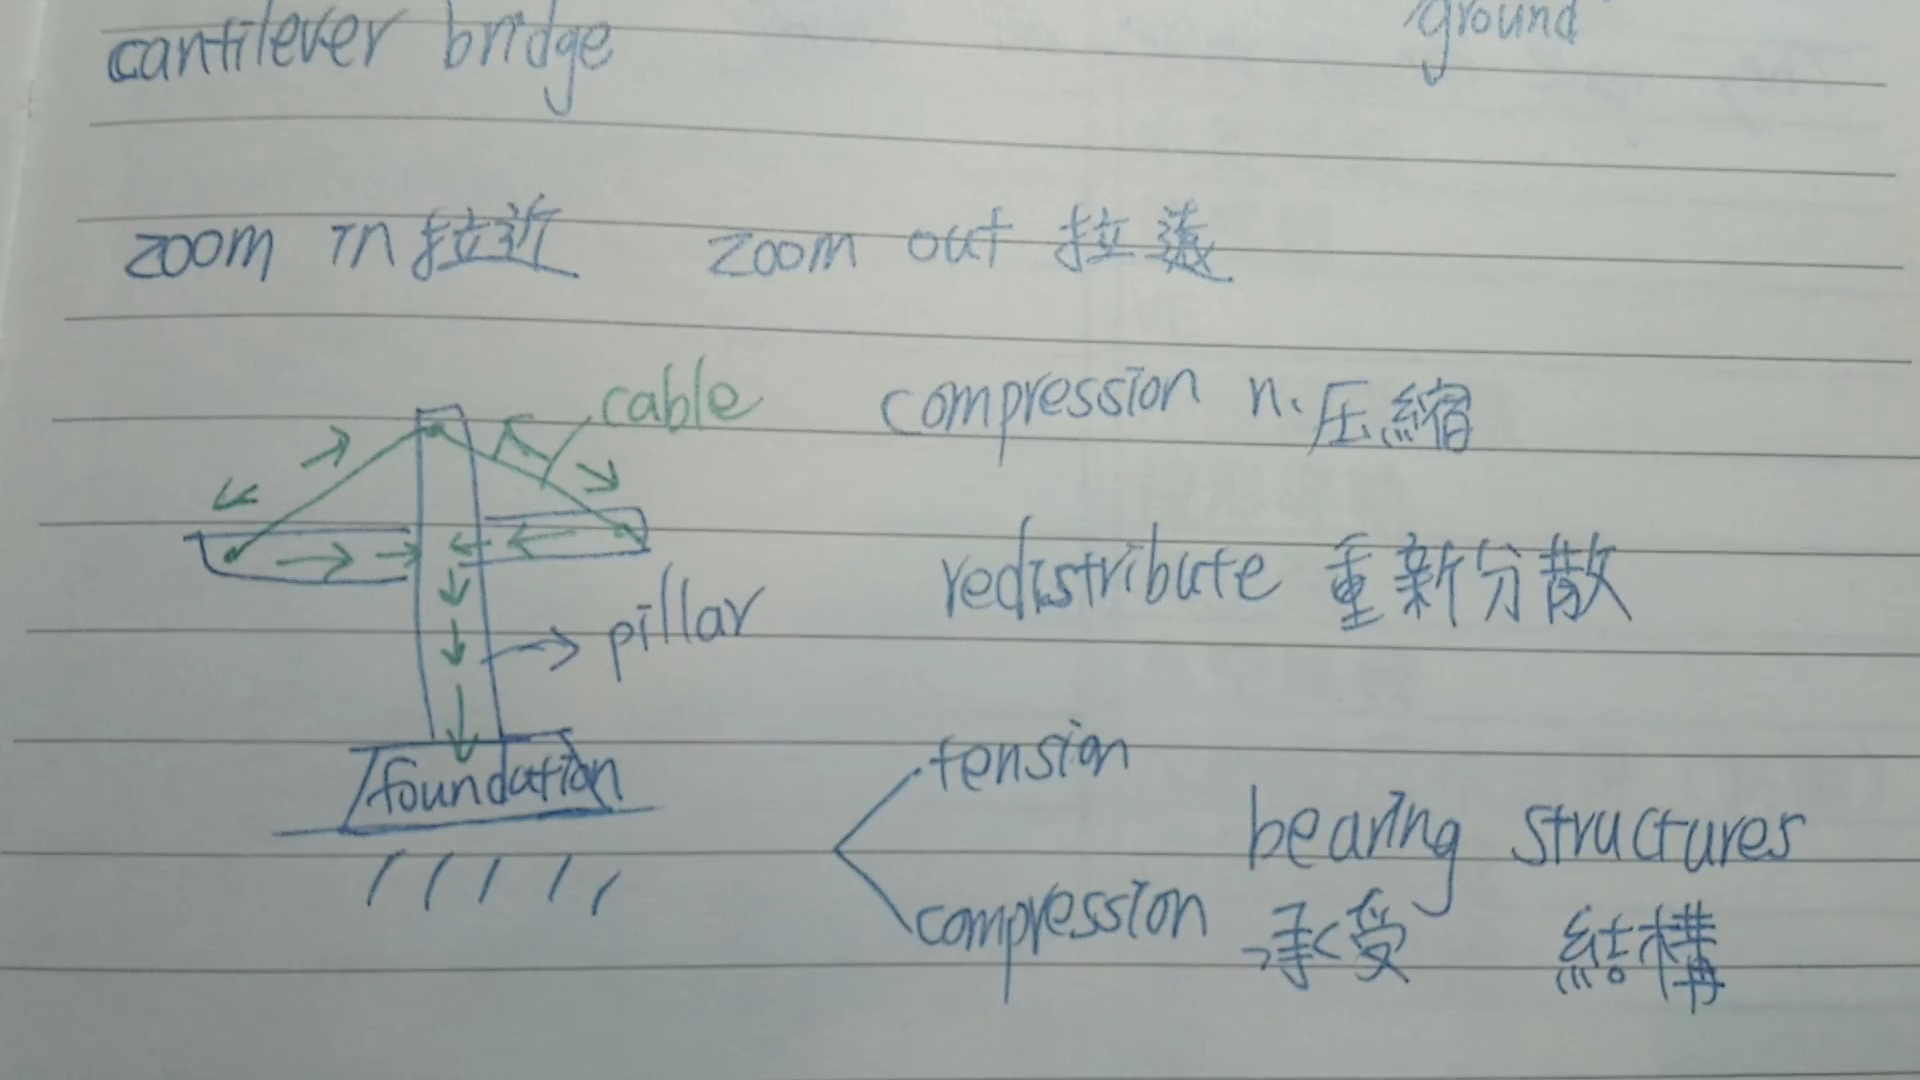 cantilever bridge ground
zoom in 拉近 zoom out 拉遠
cable compression n. 压縮
redistribute 重新分散
pillar
tension
foundation
bearing structures
compression 承受 結構